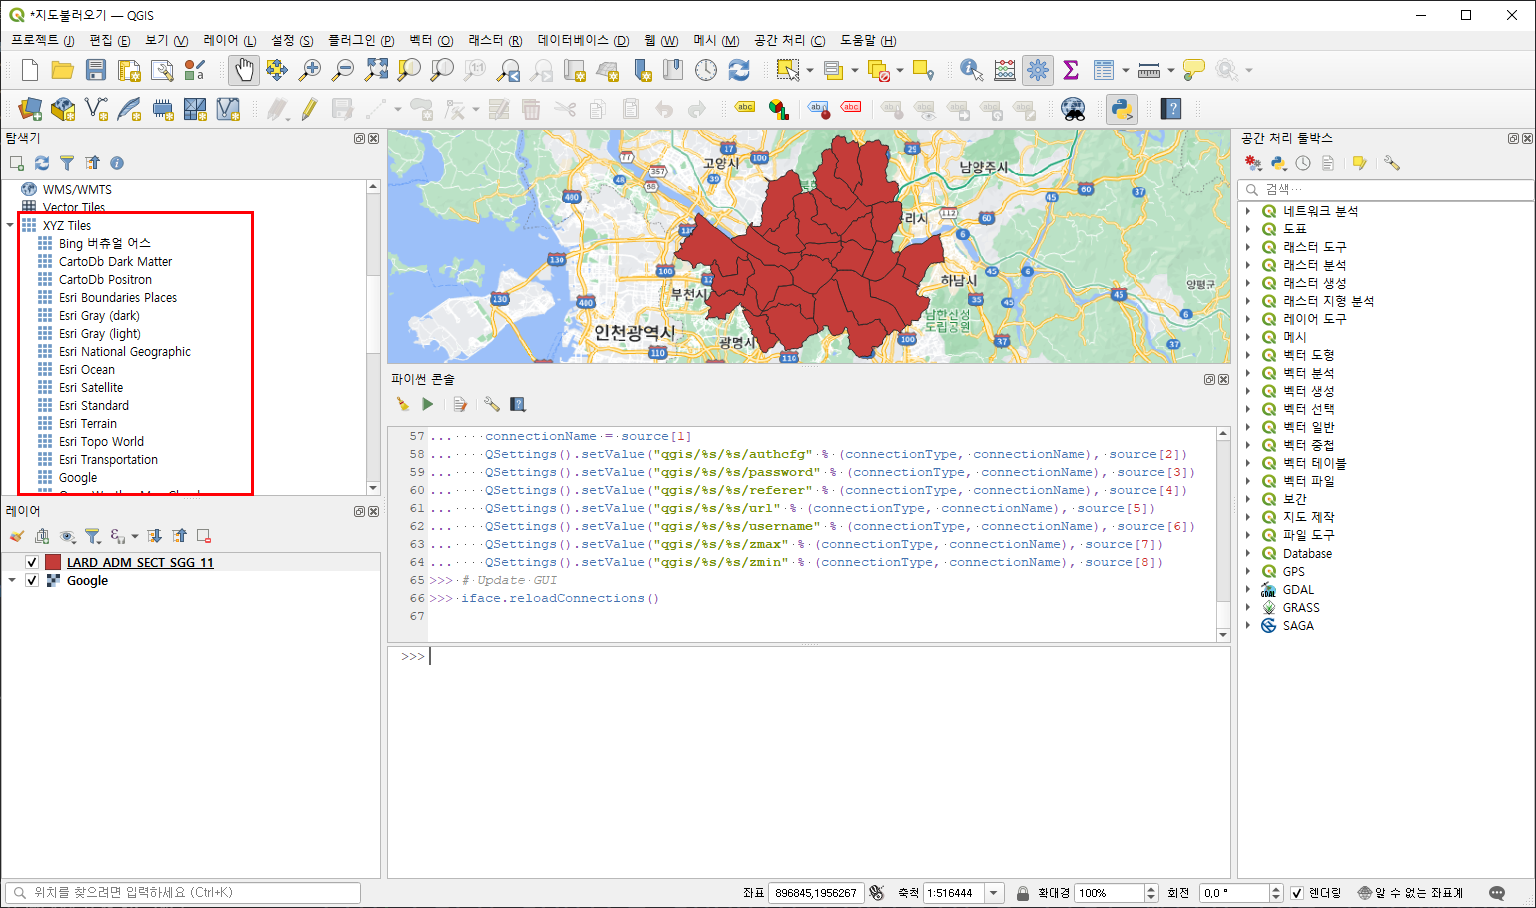 *지도불러오기 — QGIS
프로젝트 (J) 편집 (E) 보기 (V) 레이어 (L) 설정 (S) 플러그인 (P) 벡터 (O) 래스터 (R) 데이터베이스 (D) 웹 (W) 메시 (M) 공간 처리 (C) 도움말 (H)
탐색기
WMS/WMTS
Vector Tiles
XYZ Tiles
Bing 버츄얼 어스
CartoDb Dark Matter
CartoDb Positron
Esri Boundaries Places
Esri Gray (dark)
Esri Gray (light)
Esri National Geographic
Esri Ocean
Esri Satellite
Esri Standard
Esri Terrain
Esri Topo World
Esri Transportation
Google
레이어
LARD_ADM_SECT_SGG_11
Google
고양시
남양주시
구리시
하남시
양평군
부천시
인천광역시
광명시
남한산성
도립공원
파이썬 콘솔
57 ... ···· connectionName = source[1]
58 ... ···· QSettings().setValue("qgis/%s/%s/authcfg" % (connectionType, connectionName), source[2])
59 ... ···· QSettings().setValue("qgis/%s/%s/password" % (connectionType, connectionName), source[3])
60 ... ···· QSettings().setValue("qgis/%s/%s/referer" % (connectionType, connectionName), source[4])
61 ... ···· QSettings().setValue("qgis/%s/%s/url" % (connectionType, connectionName), source[5])
62 ... ···· QSettings().setValue("qgis/%s/%s/username" % (connectionType, connectionName), source[6])
63 ... ···· QSettings().setValue("qgis/%s/%s/zmax" % (connectionType, connectionName), source[7])
64 ... ···· QSettings().setValue("qgis/%s/%s/zmin" % (connectionType, connectionName), source[8])
65 >>> # Update GUI
66 >>> iface.reloadConnections()
67
>>>
공간 처리 툴박스
검색…
네트워크 분석
도표
래스터 도구
래스터 분석
래스터 생성
래스터 지형 분석
레이어 도구
메시
벡터 도형
벡터 분석
벡터 생성
벡터 선택
벡터 일반
벡터 중첩
벡터 테이블
벡터 파일
보간
지도 제작
파일 도구
Database
GPS
GDAL
GRASS
SAGA
위치를 찾으려면 입력하세요 (Ctrl+K)
좌표 896845,1956267 축척 1:516444 확대경 100% 회전 0,0 ° 렌더링 알 수 없는 좌표계